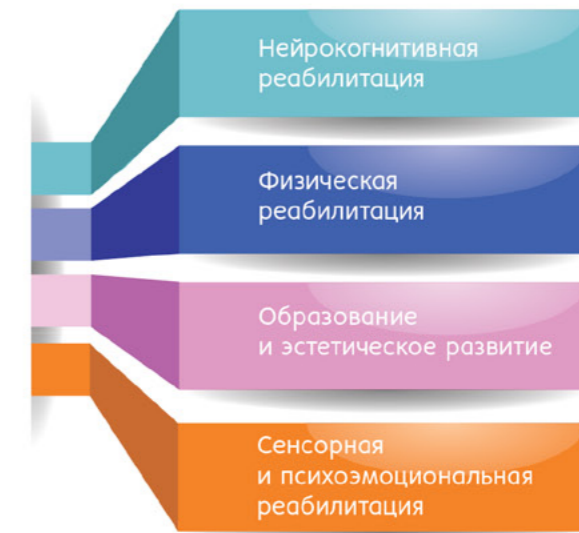 Нейрокогнитивная
реабилитация
Физическая
реабилитация
Образование
и эстетическое развитие
Сенсорная
и психоэмоциональная
реабилитация